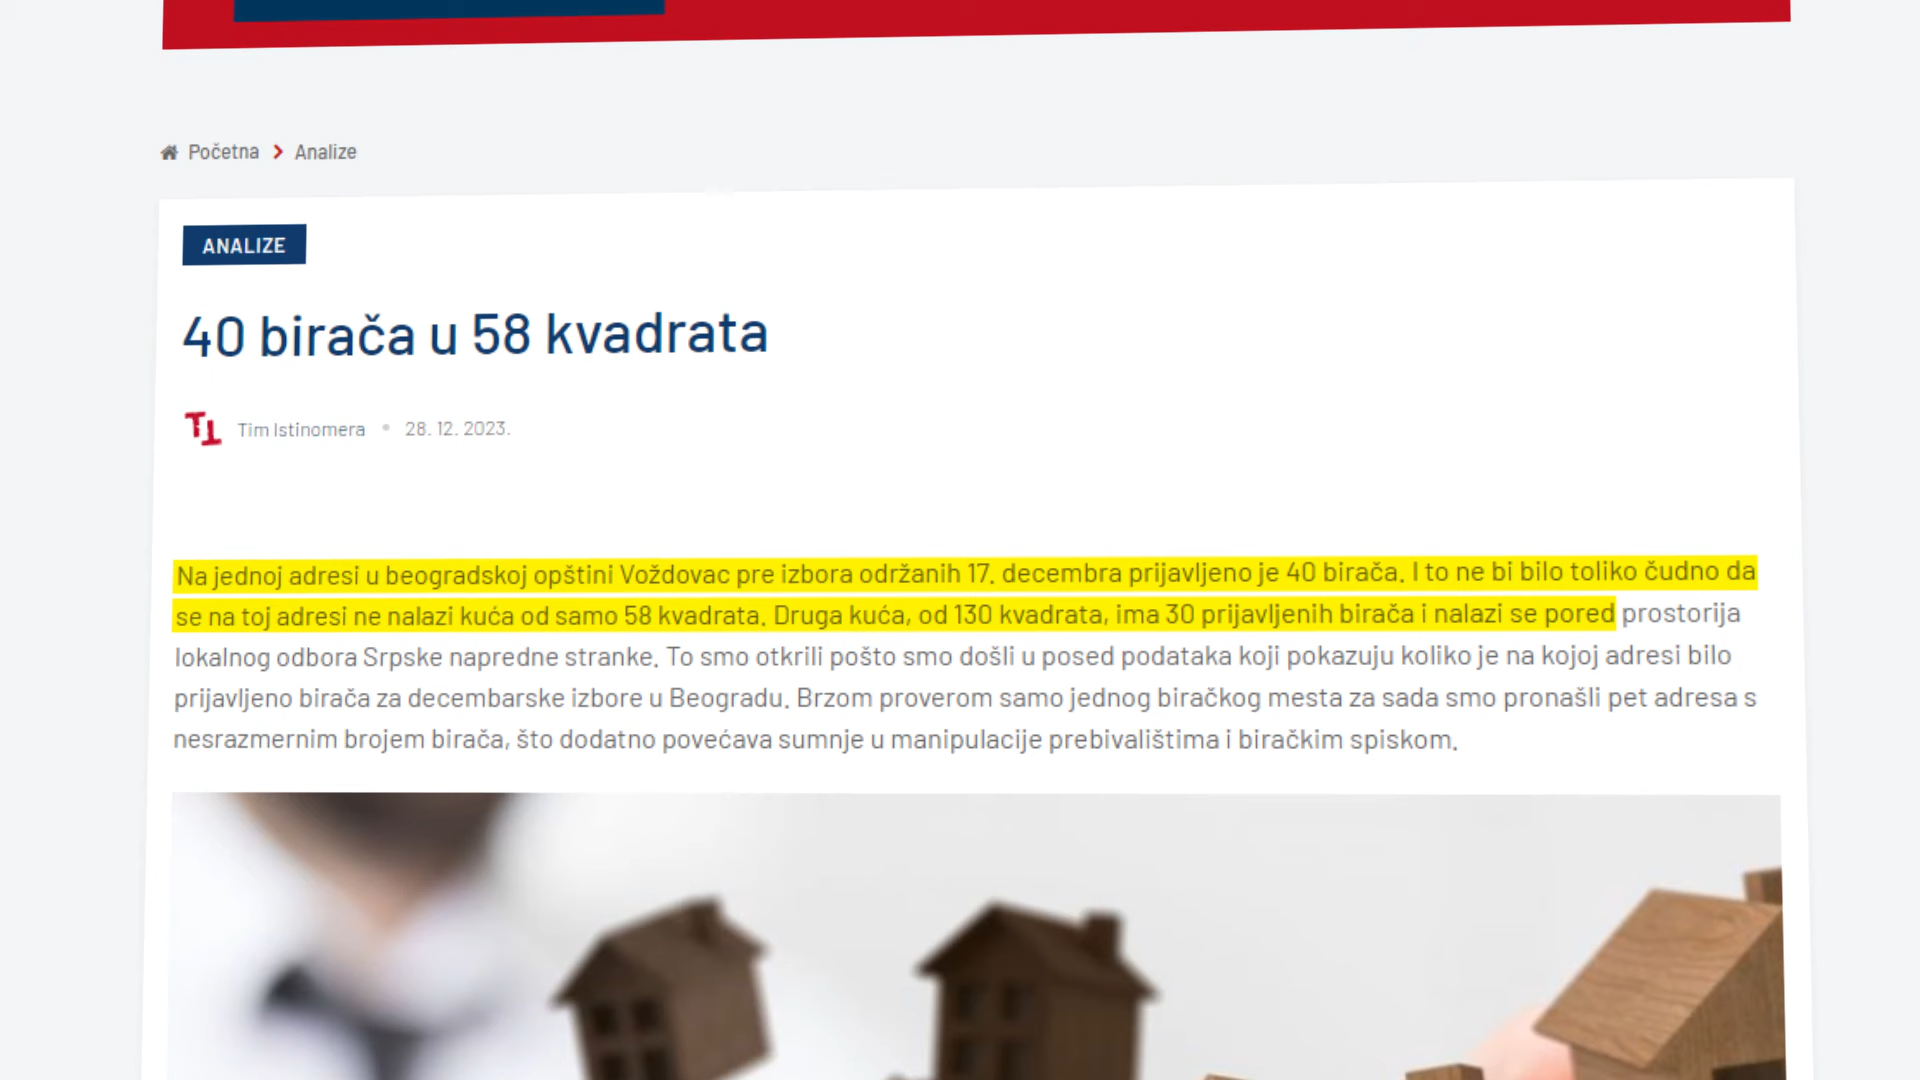 Početna > Analize
ANALIZE
40 birača u 58 kvadrata
Tim Istinomera • 28. 12. 2023.
Na jednoj adresi u beogradskoj opštini Voždovac pre izbora održanih 17. decembra prijavljeno je 40 birača. I to ne bi bilo toliko čudno da
se na toj adresi ne nalazi kuća od samo 58 kvadrata. Druga kuća, od 130 kvadrata, ima 30 prijavljenih birača i nalazi se pored prostorija
lokalnog odbora Srpske napredne stranke. To smo otkrili pošto smo došli u posed podataka koji pokazuju koliko je na kojoj adresi bilo
prijavljeno birača za decembarske izbore u Beogradu. Brzom proverom samo jednog biračkog mesta za sada smo pronašli pet adresa s
nesrazmernim brojem birača, što dodatno povećava sumnje u manipulacije prebivalištima i biračkim spiskom.